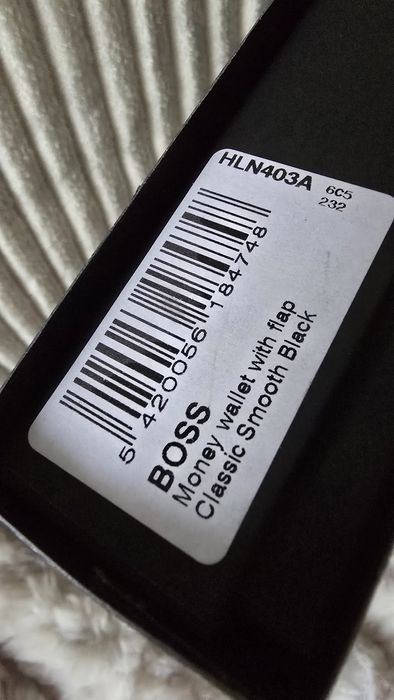 HLN403A
6C5
232
5 420056 184748
BOSS
Money wallet with flap
Classic Smooth Black